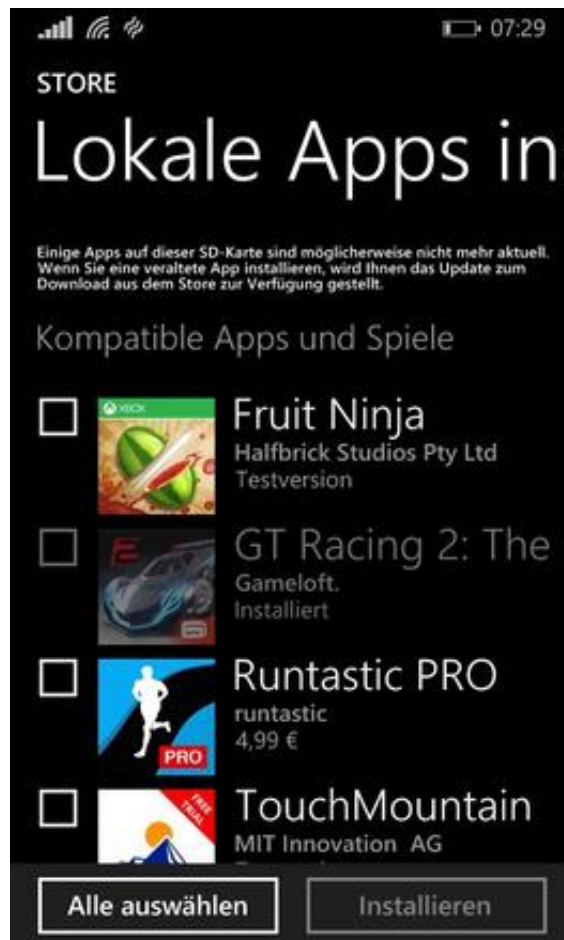 07:29
STORE
Lokale Apps in
Einige Apps auf dieser SD-Karte sind möglicherweise nicht mehr aktuell.
Wenn Sie eine veraltete App installieren, wird Ihnen das Update zum
Download aus dem Store zur Verfügung gestellt.
Kompatible Apps und Spiele
XBOX
Fruit Ninja
Halfbrick Studios Pty Ltd
Testversion
GT Racing 2: The
Gameloft.
Installiert
Runtastic PRO
runtastic
4,99 €
PRO
FREE
TRIAL
TouchMountain
MIT Innovation AG
Alle auswählen
Installieren